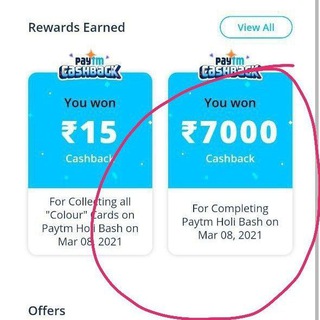 Rewards Earned
View All
Paytm
Cashback
You won
₹15
Cashback
For Collecting all
"Colour" Cards on
Paytm Holi Bash on
Mar 08, 2021
Paytm
Cashback
You won
₹7000
Cashback
For Completing
Paytm Holi Bash on
Mar 08, 2021
Offers